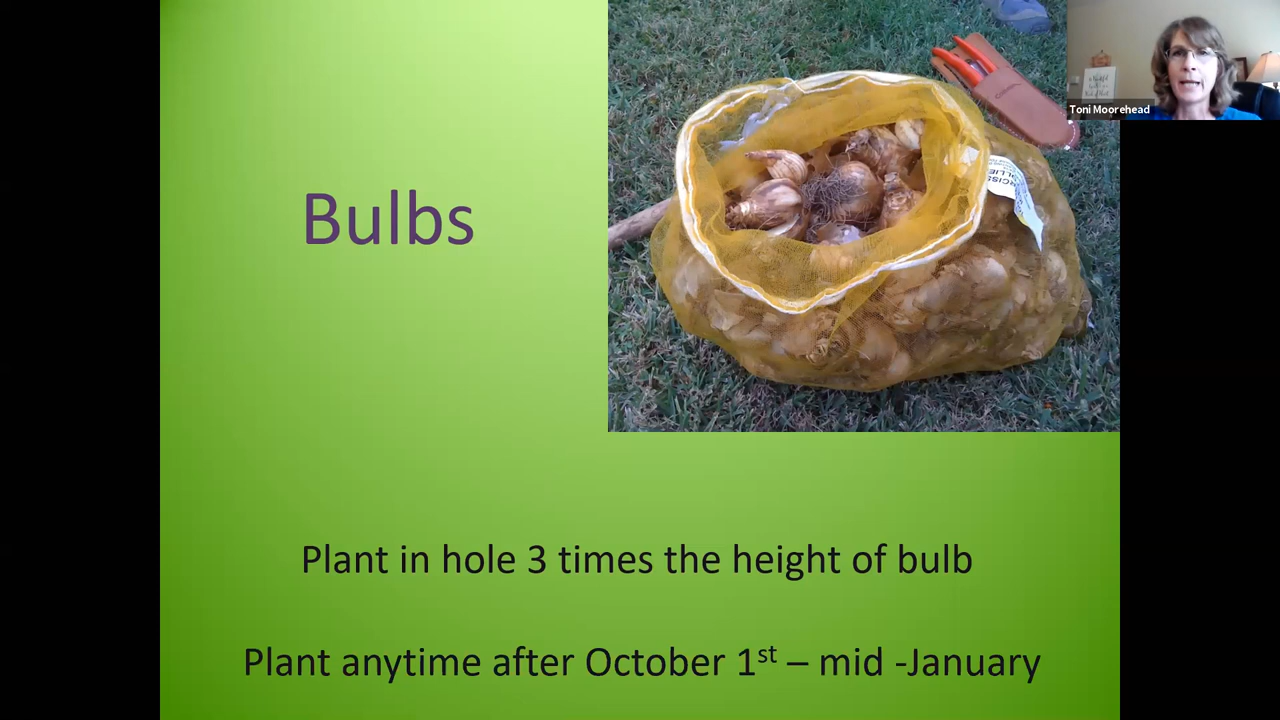 Bulbs
Toni Moorehead
Plant in hole 3 times the height of bulb
Plant anytime after October 1st – mid -January